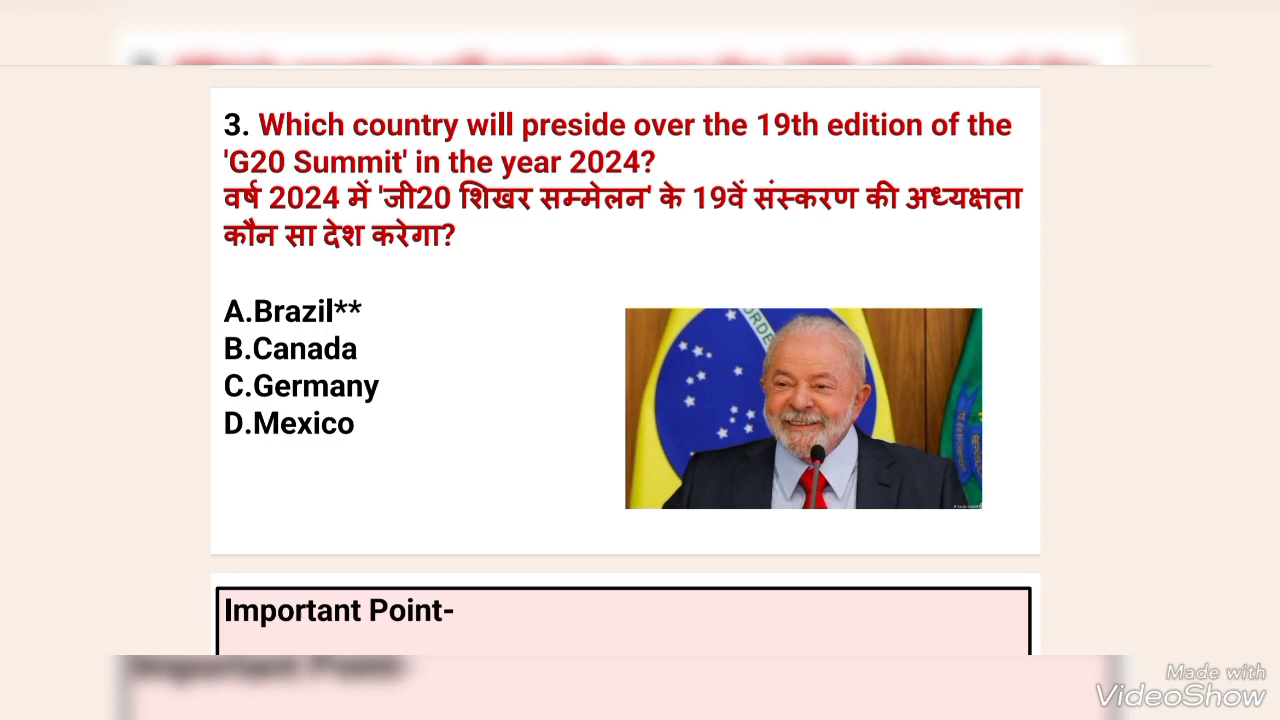 3. Which country will preside over the 19th edition of the
'G20 Summit' in the year 2024?
वर्ष 2024 में 'जी20 शिखर सम्मेलन' के 19वें संस्करण की अध्यक्षता
कौन सा देश करेगा?
A.Brazil**
B.Canada
C.Germany
D.Mexico
ORDE
Important Point-
Made with
VideoShow